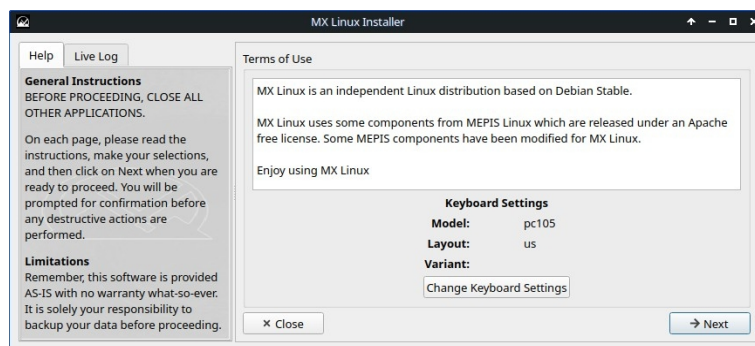 MX Linux Installer
Help
Live Log
General Instructions
BEFORE PROCEEDING, CLOSE ALL
OTHER APPLICATIONS.
On each page, please read the
instructions, make your selections,
and then click on Next when you are
ready to proceed. You will be
prompted for confirmation before
any destructive actions are
performed.
Limitations
Remember, this software is provided
AS-IS with no warranty what-so-ever.
It is solely your responsibility to
backup your data before proceeding.
Terms of Use
MX Linux is an independent Linux distribution based on Debian Stable.
MX Linux uses some components from MEPIS Linux which are released under an Apache
free license. Some MEPIS components have been modified for MX Linux.
Enjoy using MX Linux
Keyboard Settings
Model: pc105
Layout: us
Variant:
Change Keyboard Settings
Close
Next